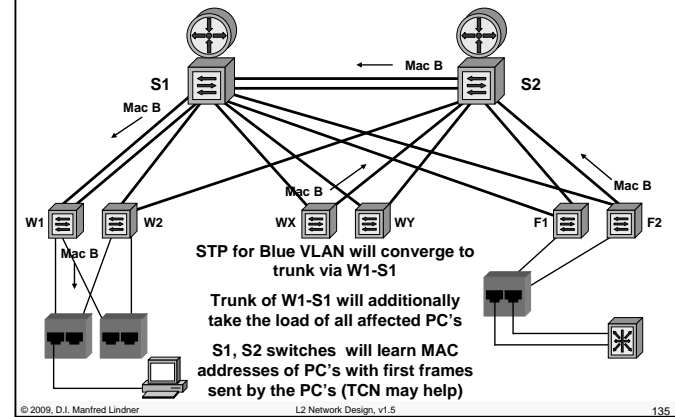 Mac B
S1
S2
Mac B
Mac B
Mac B
W1
W2
WX
WY
F1
F2
Mac B
Mac B
STP for Blue VLAN will converge to
trunk via W1-S1
Trunk of W1-S1 will additionally
take the load of all affected PC's
S1, S2 switches will learn MAC
addresses of PC's with first frames
sent by the PC's (TCN may help)
© 2009, D.I. Manfred Lindner
L2 Network Design, v1.5
135